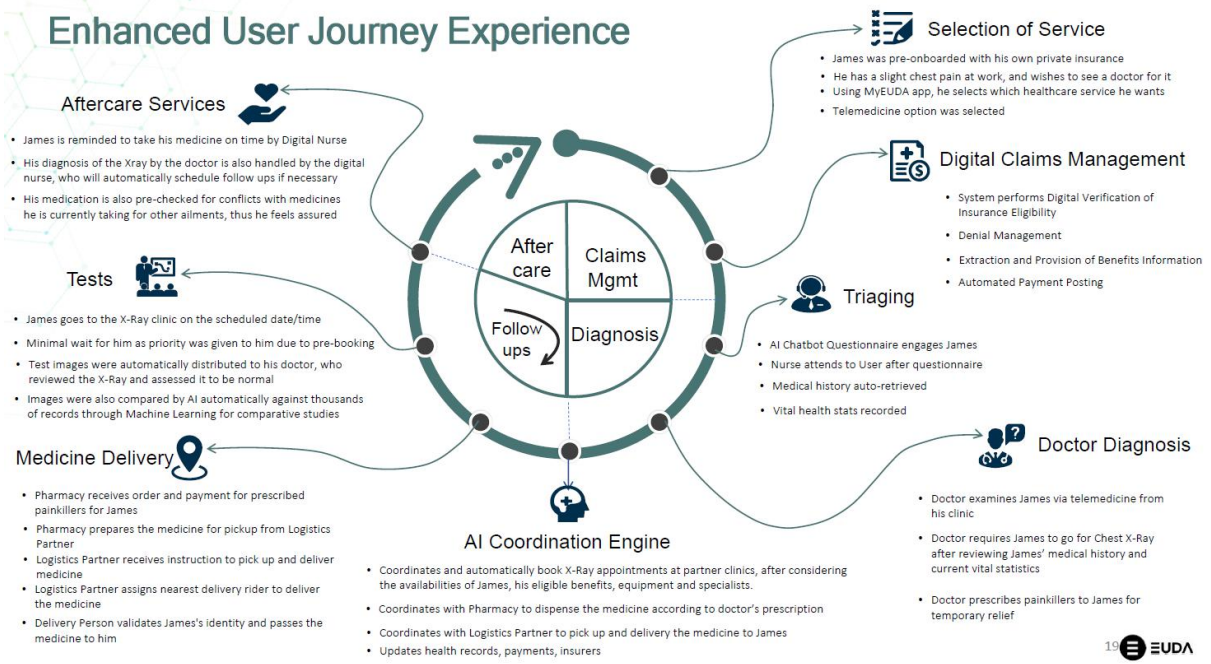 Enhanced User Journey Experience
Selection of Service
• James was pre-onboarded with his own private insurance
• He has a slight chest pain at work, and wishes to see a doctor for it
• Using MyEUDA app, he selects which healthcare service he wants
• Telemedicine option was selected
Digital Claims Management
• System performs Digital Verification of
Insurance Eligibility
• Denial Management
• Extraction and Provision of Benefits Information
• Automated Payment Posting
Triaging
• AI Chatbot Questionnaire engages James
• Nurse attends to User after questionnaire
• Medical history auto-retrieved
• Vital health stats recorded
Doctor Diagnosis
• Doctor examines James via telemedicine from
his clinic
• Doctor requires James to go for Chest X-Ray
after reviewing James’ medical history and
current vital statistics
• Doctor prescribes painkillers to James for
temporary relief
AI Coordination Engine
• Coordinates and automatically book X-Ray appointments at partner clinics, after considering
the availabilities of James, his eligible benefits, equipment and specialists.
• Coordinates with Pharmacy to dispense the medicine according to doctor’s prescription
• Coordinates with Logistics Partner to pick up and delivery the medicine to James
• Updates health records, payments, insurers
Medicine Delivery
• Pharmacy receives order and payment for prescribed
painkillers for James
• Pharmacy prepares the medicine for pickup from Logistics
Partner
• Logistics Partner receives instruction to pick up and deliver
medicine
• Logistics Partner assigns nearest delivery rider to deliver
the medicine
• Delivery Person validates James's identity and passes the
medicine to him
Tests
• James goes to the X-Ray clinic on the scheduled date/time
• Minimal wait for him as priority was given to him due to pre-booking
• Test images were automatically distributed to his doctor, who
reviewed the X-Ray and assessed it to be normal
• Images were also compared by AI automatically against thousands
of records through Machine Learning for comparative studies
Aftercare Services
• James is reminded to take his medicine on time by Digital Nurse
• His diagnosis of the Xray by the doctor is also handled by the digital
nurse, who will automatically schedule follow ups if necessary
• His medication is also pre-checked for conflicts with medicines
he is currently taking for other ailments, thus he feels assured
After
care
Claims
Mgmt
Follow
ups
Diagnosis
19
EUDA